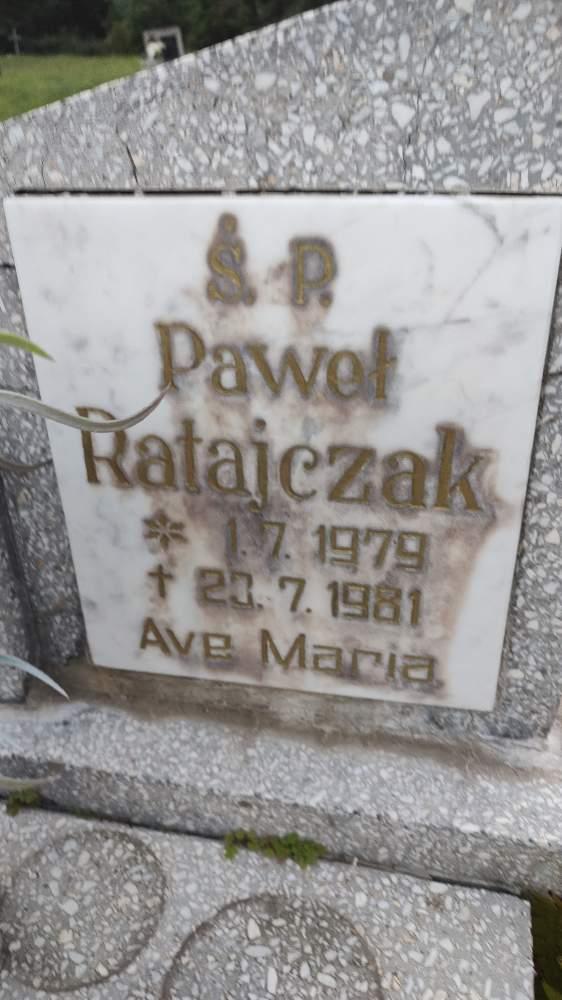 Ś. P.
Paweł
Ratajczak
* 1. 7. 1979
✝ 23. 7. 1981
Ave Maria